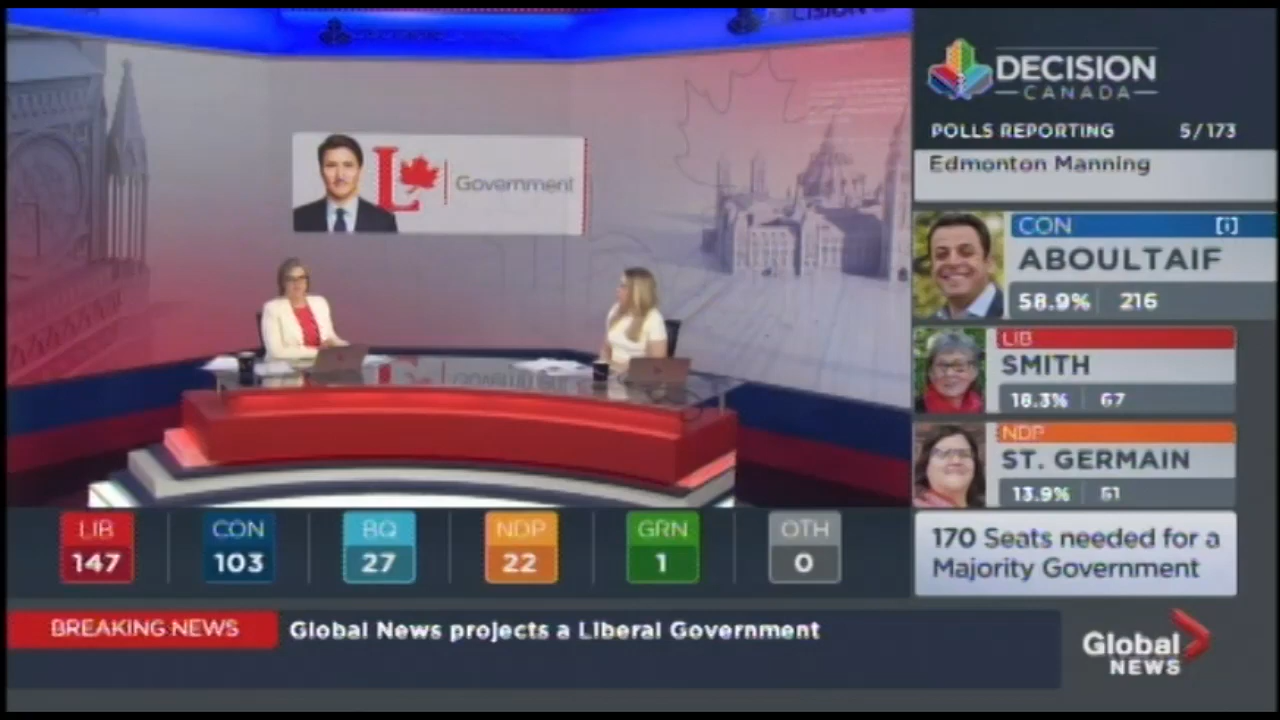 DECISION
CANADA
POLLS REPORTING 5/173
Edmonton Manning
L Government
CON
ABOULTAIF
58.9% 216
LIB
SMITH
18.3% 67
NDP
ST. GERMAIN
13.9% 51
170 Seats needed for a
Majority Government
LIB CON BQ NDP GRN OTH
147 103 27 22 1 0
BREAKING NEWS Global News projects a Liberal Government
Global
NEWS